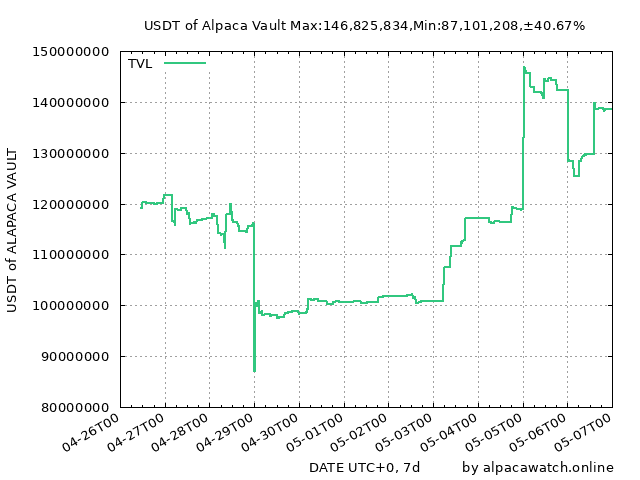 USDT of Alpaca Vault Max:146,825,834,Min:87,101,208,±40.67%
TVL
USDT of ALAPACA VAULT
150000000
140000000
130000000
120000000
110000000
100000000
90000000
80000000
04-26T00
04-27T00
04-28T00
04-29T00
04-30T00
05-01T00
05-02T00
05-03T00
05-04T00
05-05T00
05-06T00
05-07T00
DATE UTC+0, 7d
by alpacawatch.online